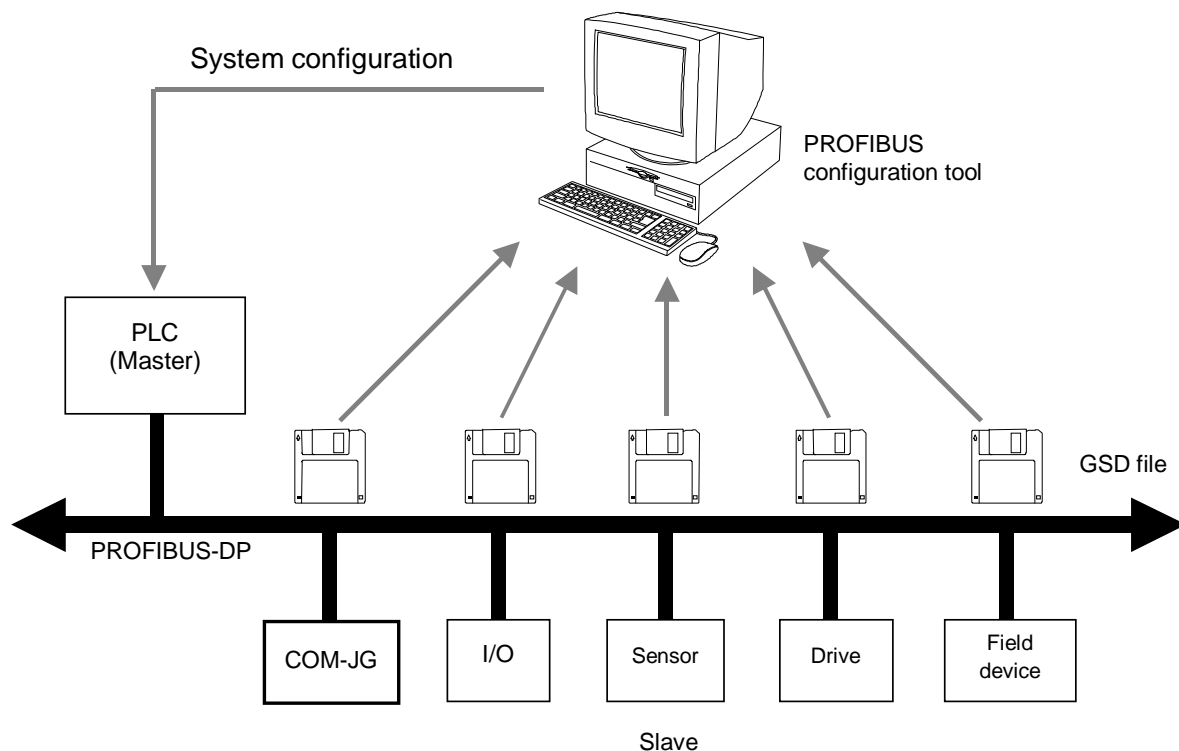 System configuration
PROFIBUS
configuration tool
PLC
(Master)
GSD file
PROFIBUS-DP
COM-JG
I/O
Sensor
Drive
Field
device
Slave